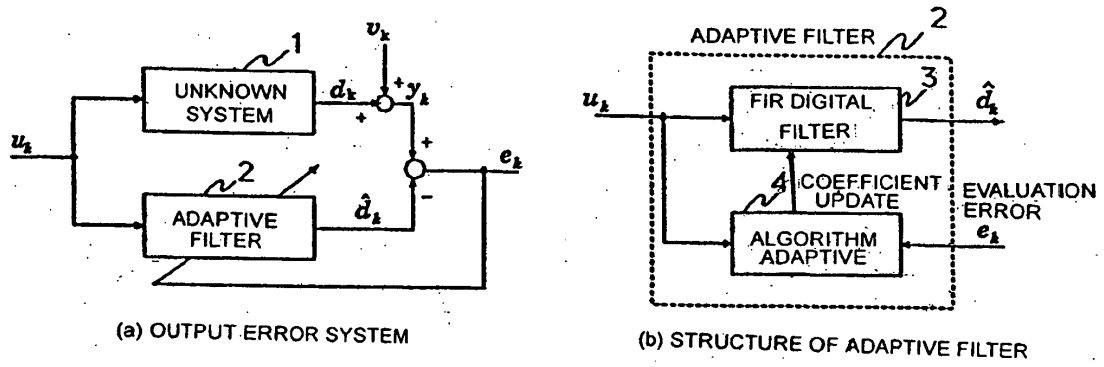 1
v_k
UNKNOWN
SYSTEM
d_k
+
+
y_k
u_k
+
e_k
2
ADAPTIVE
FILTER
d̂_k
-
(a) OUTPUT ERROR SYSTEM
ADAPTIVE FILTER
2
u_k
FIR DIGITAL
FILTER
3
d̂_k
4
COEFFICIENT
UPDATE
EVALUATION
ERROR
ALGORITHM
ADAPTIVE
e_k
(b) STRUCTURE OF ADAPTIVE FILTER